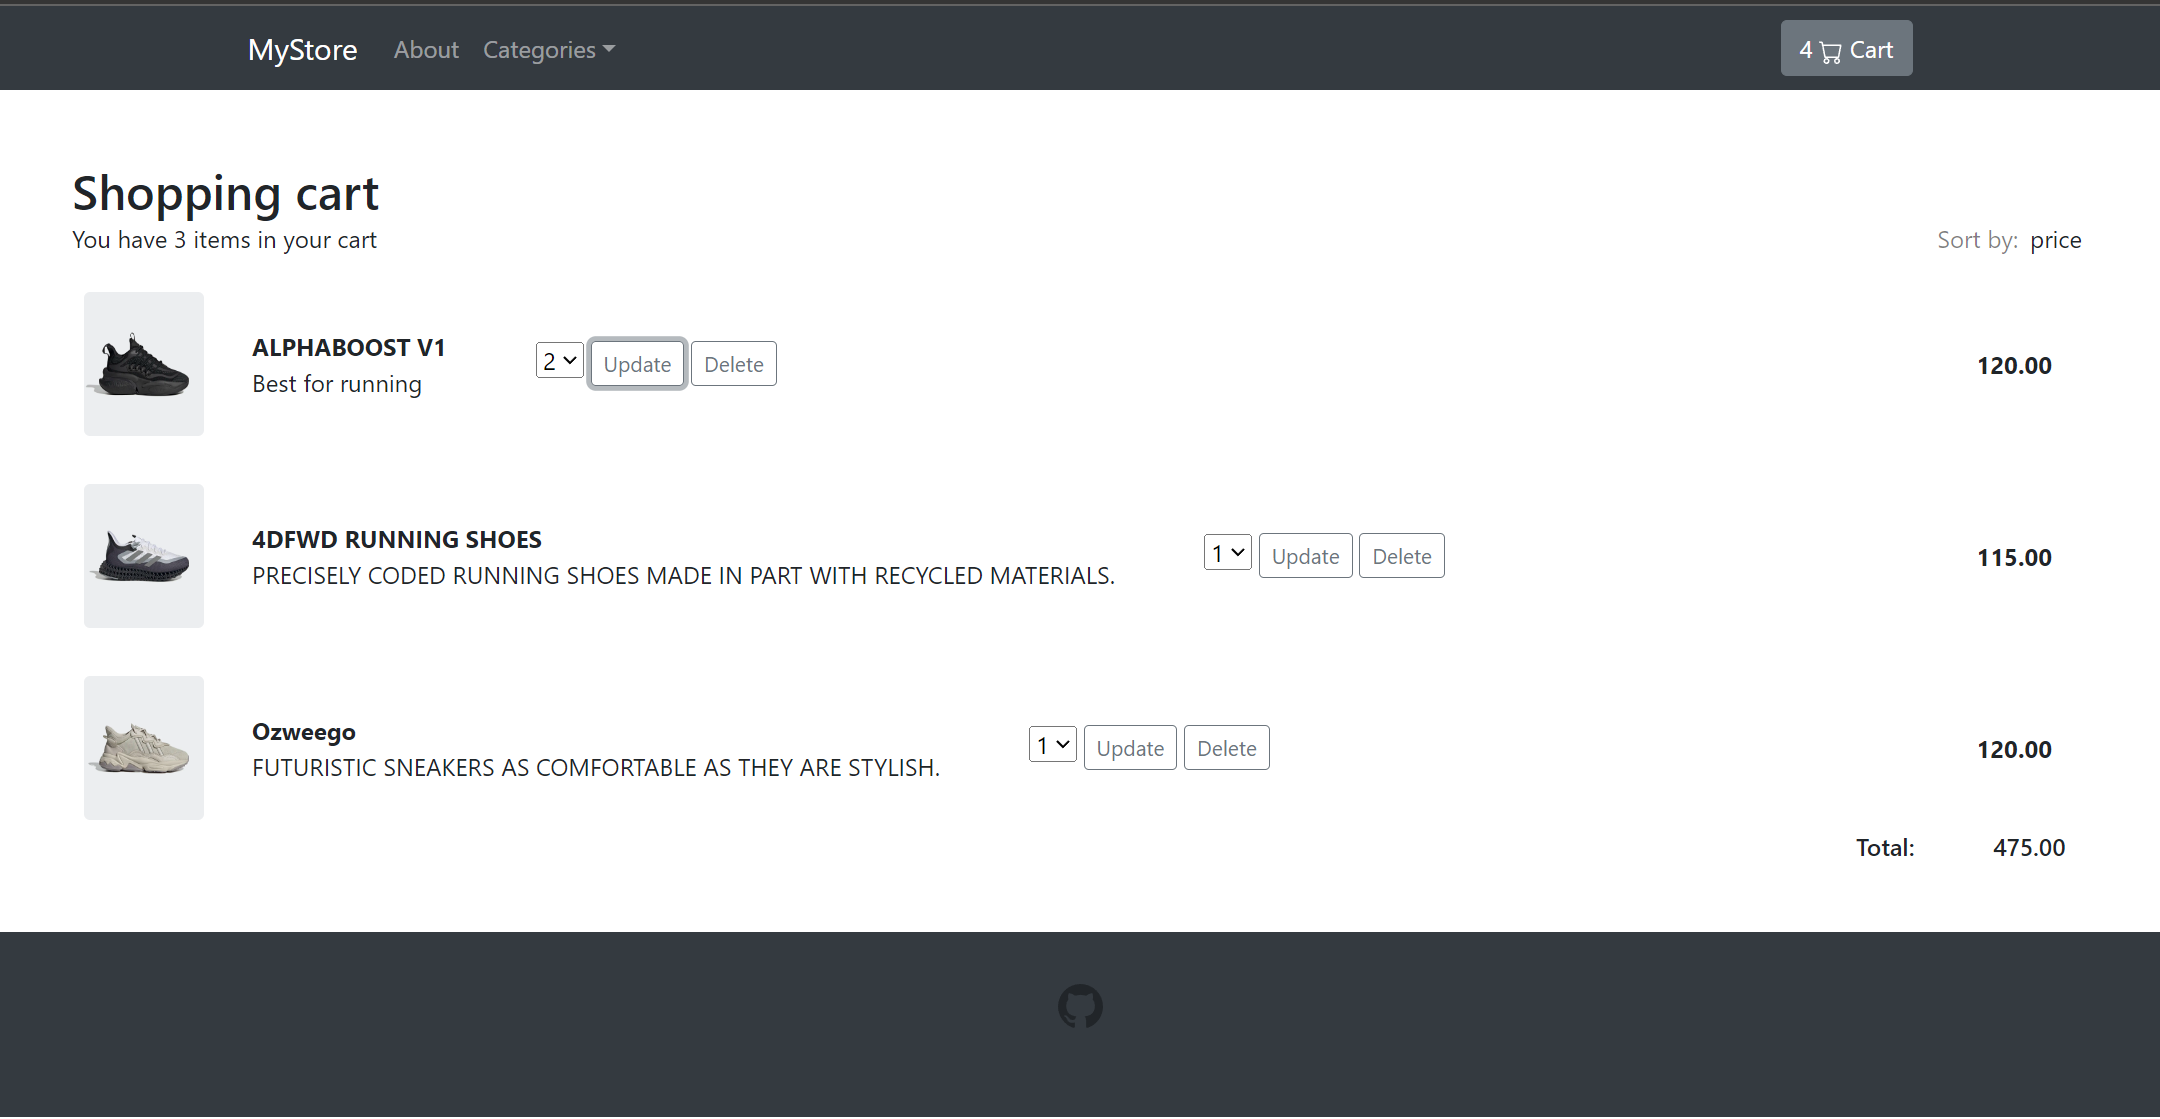 MyStore About Categories 4 Cart
Shopping cart
You have 3 items in your cart
Sort by: price
ALPHABOOST V1
Best for running
2 Update Delete
120.00
4DFWD RUNNING SHOES
PRECISELY CODED RUNNING SHOES MADE IN PART WITH RECYCLED MATERIALS.
1 Update Delete
115.00
Ozweego
FUTURISTIC SNEAKERS AS COMFORTABLE AS THEY ARE STYLISH.
1 Update Delete
120.00
Total: 475.00